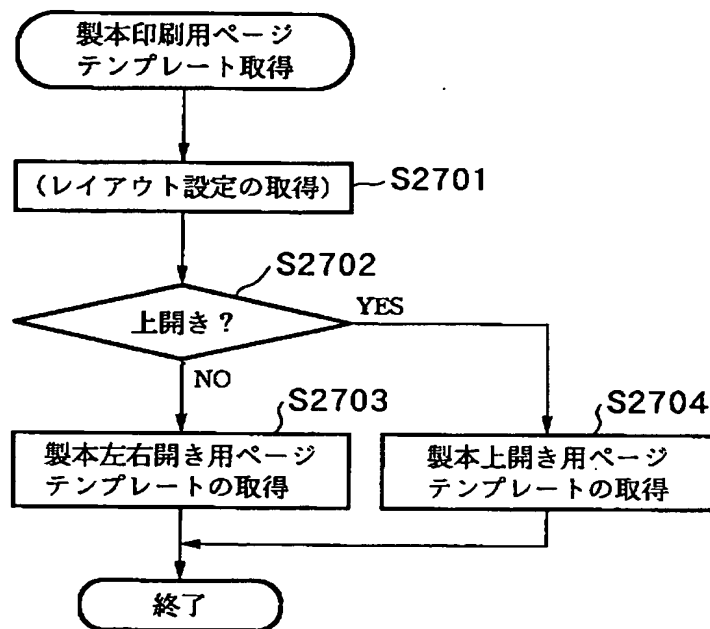 製本印刷用ページ
テンプレート取得
(レイアウト設定の取得)
S2701
S2702
上開き?
YES
NO
S2703
製本左右開き用ページ
テンプレートの取得
S2704
製本上開き用ページ
テンプレートの取得
終了